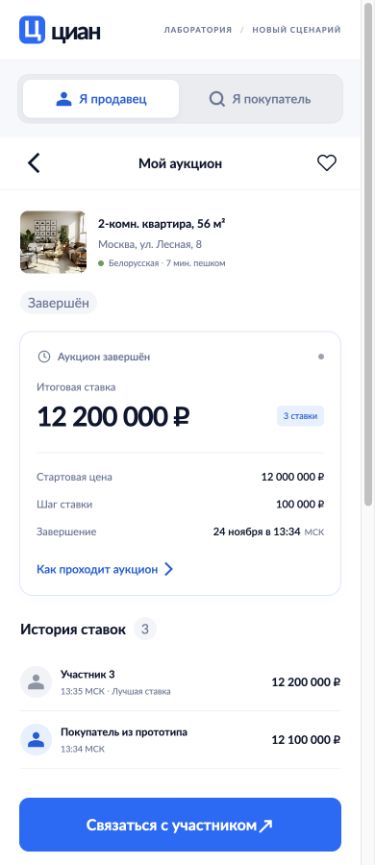 Ц циан
ЛАБОРАТОРИЯ / НОВЫЙ СЦЕНАРИЙ
Я продавец
Я покупатель
Мой аукцион
2-комн. квартира, 56 м²
Москва, ул. Лесная, 8
Белорусская · 7 мин. пешком
Завершён
Аукцион завершён
Итоговая ставка
12 200 000 ₽
3 ставки
Стартовая цена 12 000 000 ₽
Шаг ставки 100 000 ₽
Завершение 24 ноября в 13:34 МСК
Как проходит аукцион
История ставок 3
Участник 3
13:35 МСК · Лучшая ставка
12 200 000 ₽
Покупатель из прототипа
13:34 МСК
12 100 000 ₽
Связаться с участником↗